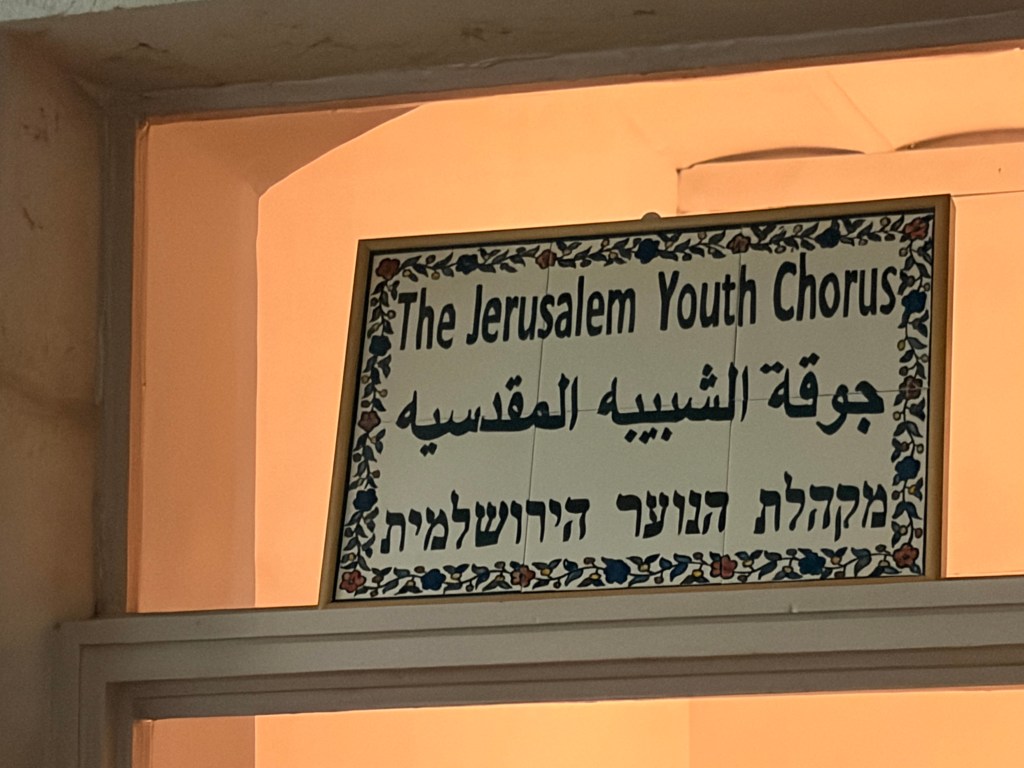 The Jerusalem Youth Chorus
جوقة الشبيبه المقدسيه
מקהלת הנוער הירושלמית